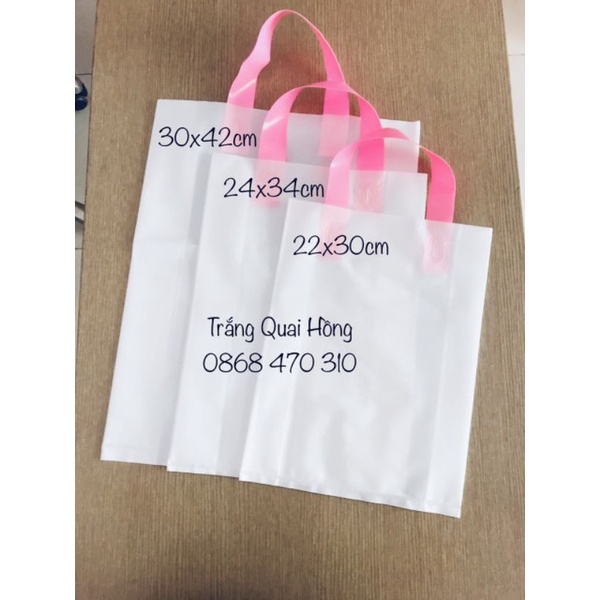 30x42cm
24x34cm
22x30cm
Trắng Quai Hồng
0868 470 310